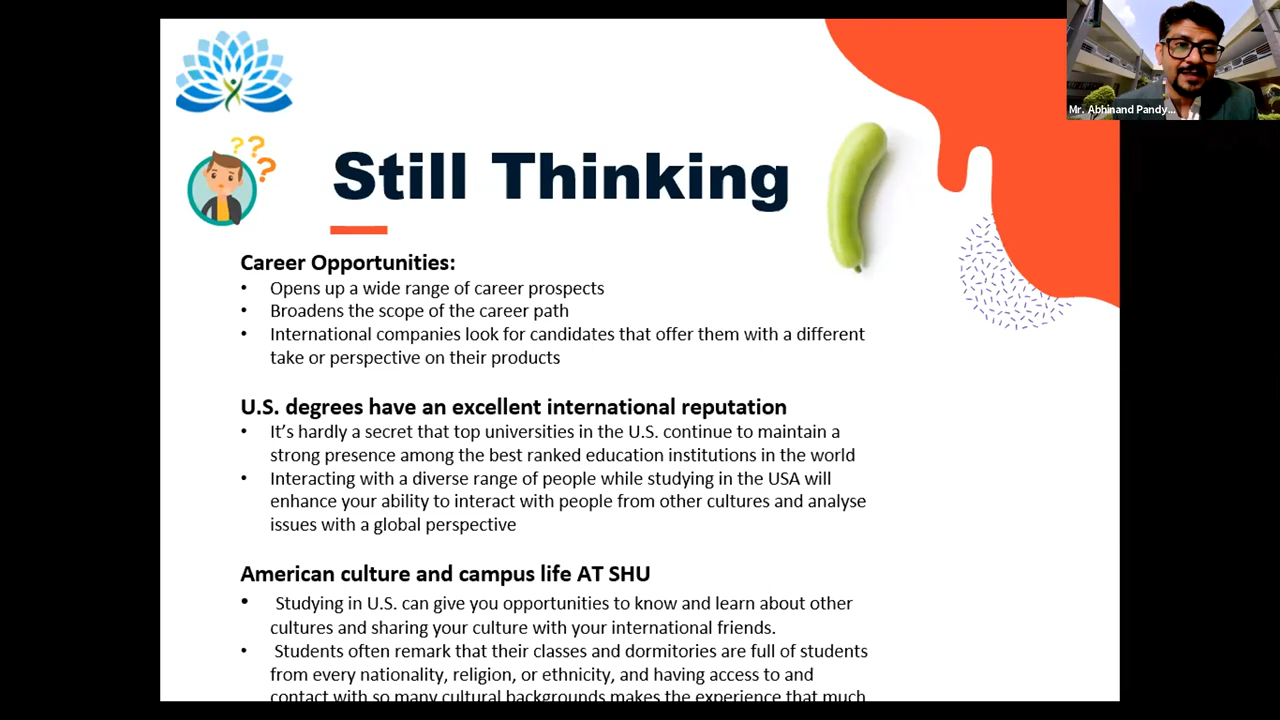 Mr. Abhinand Pandy...
???
Still Thinking
Career Opportunities:
• Opens up a wide range of career prospects
• Broadens the scope of the career path
• International companies look for candidates that offer them with a different
take or perspective on their products
U.S. degrees have an excellent international reputation
• It’s hardly a secret that top universities in the U.S. continue to maintain a
strong presence among the best ranked education institutions in the world
• Interacting with a diverse range of people while studying in the USA will
enhance your ability to interact with people from other cultures and analyse
issues with a global perspective
American culture and campus life AT SHU
• Studying in U.S. can give you opportunities to know and learn about other
cultures and sharing your culture with your international friends.
• Students often remark that their classes and dormitories are full of students
from every nationality, religion, or ethnicity, and having access to and
contact with so many cultural backgrounds makes the experience that much